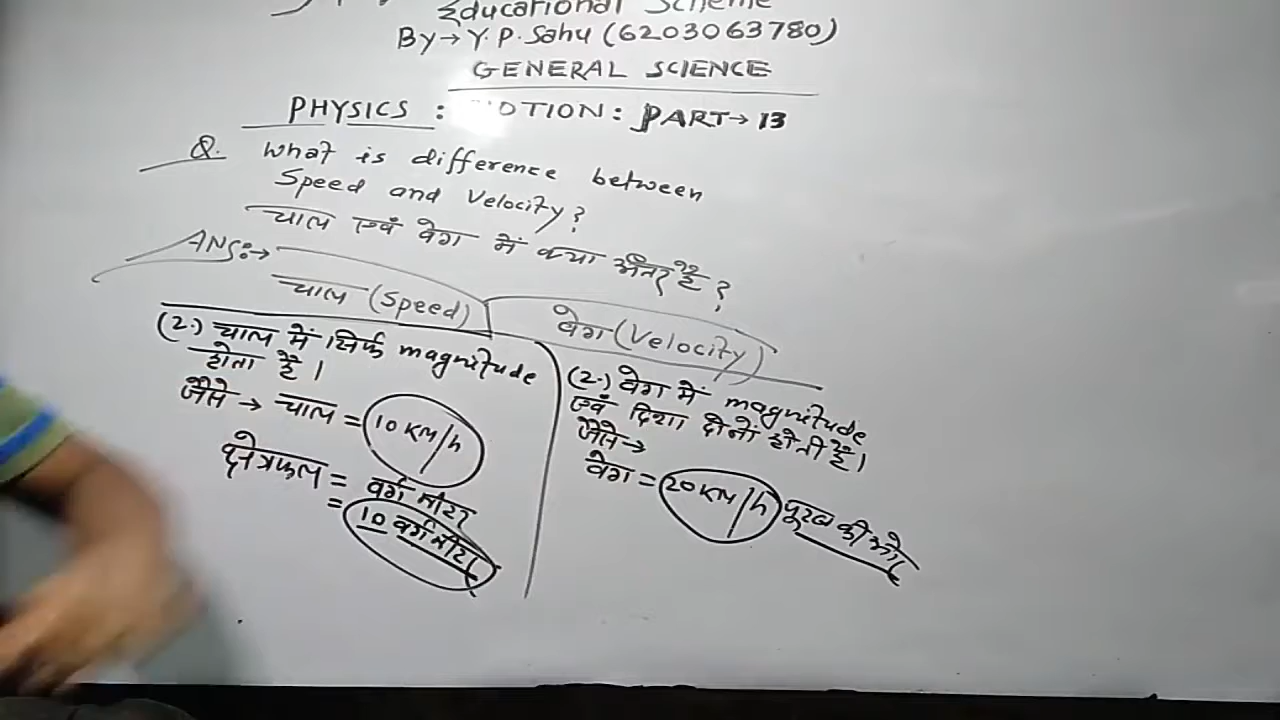 Educational Scheme
By → Y.P. Sahu (6203063780)
GENERAL SCIENCE
PHYSICS : OTION: PART → 13
Q. What is difference between
Speed and Velocity?
चाल एवं वेग में क्या अंतर है ?
ANS:→
चाल (Speed)
वेग (Velocity)
(2.) चाल में सिर्फ magnitude
होता है।
जैसे → चाल = 10 KM/h
क्षेत्रफल = वर्ग मीटर
= 10 वर्ग मीटर
(2.) वेग में magnitude
एवं दिशा दोनों होती है।
जैसे →
वेग = 20 KM/h पूरब की ओर